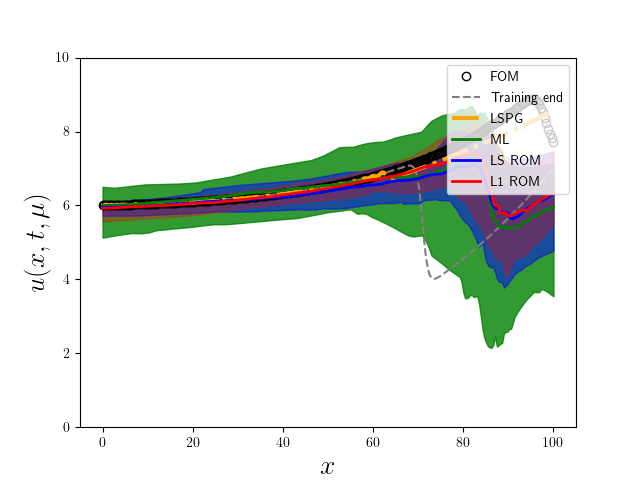 10
8
6
4
2
0
0
20
40
60
80
100
x
u(x, t, μ)
FOM
Training end
LSPG
ML
LS ROM
L1 ROM